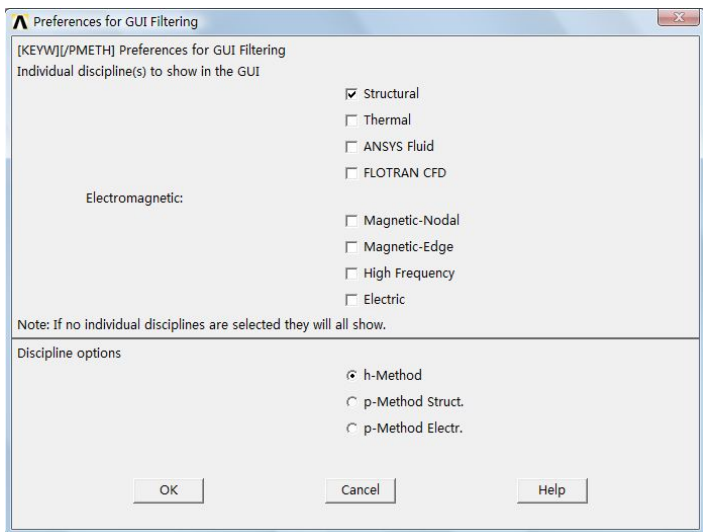 Preferences for GUI Filtering
[KEYW][/PMETH] Preferences for GUI Filtering
Individual discipline(s) to show in the GUI
Structural
Thermal
ANSYS Fluid
FLOTRAN CFD
Electromagnetic:
Magnetic-Nodal
Magnetic-Edge
High Frequency
Electric
Note: If no individual disciplines are selected they will all show.
Discipline options
h-Method
p-Method Struct.
p-Method Electr.
OK Cancel Help